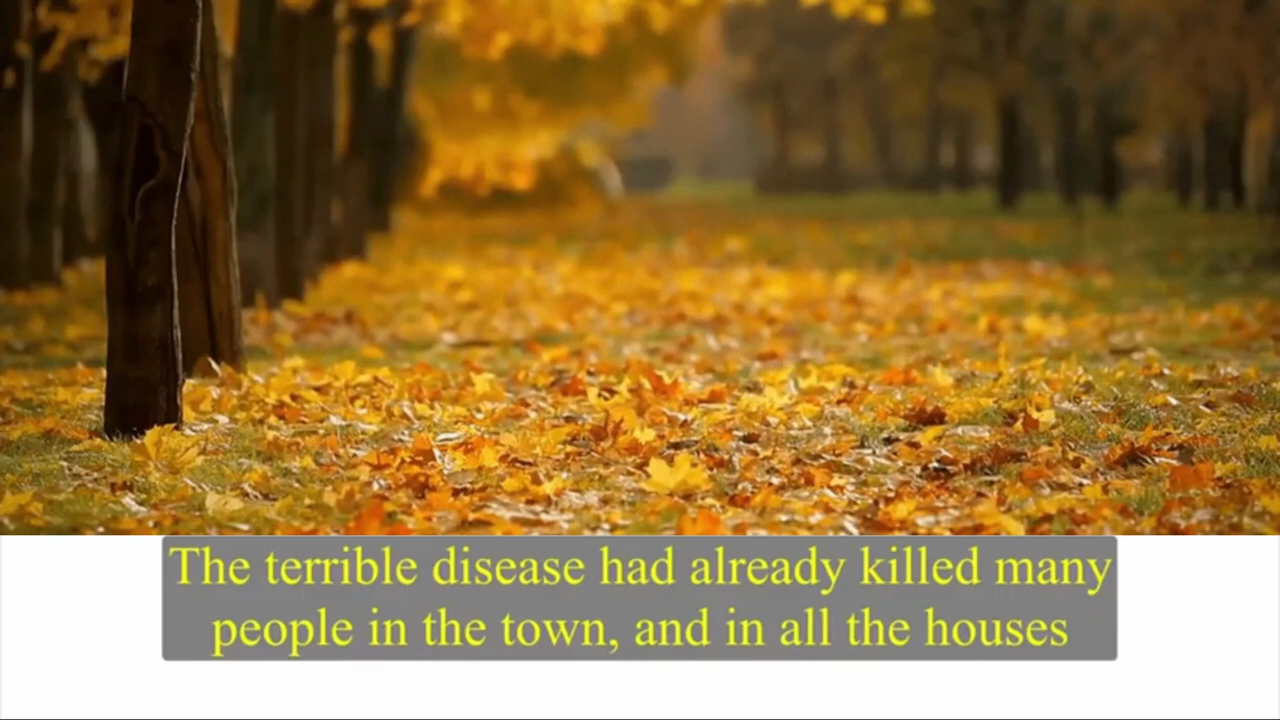 The terrible disease had already killed many
people in the town, and in all the houses